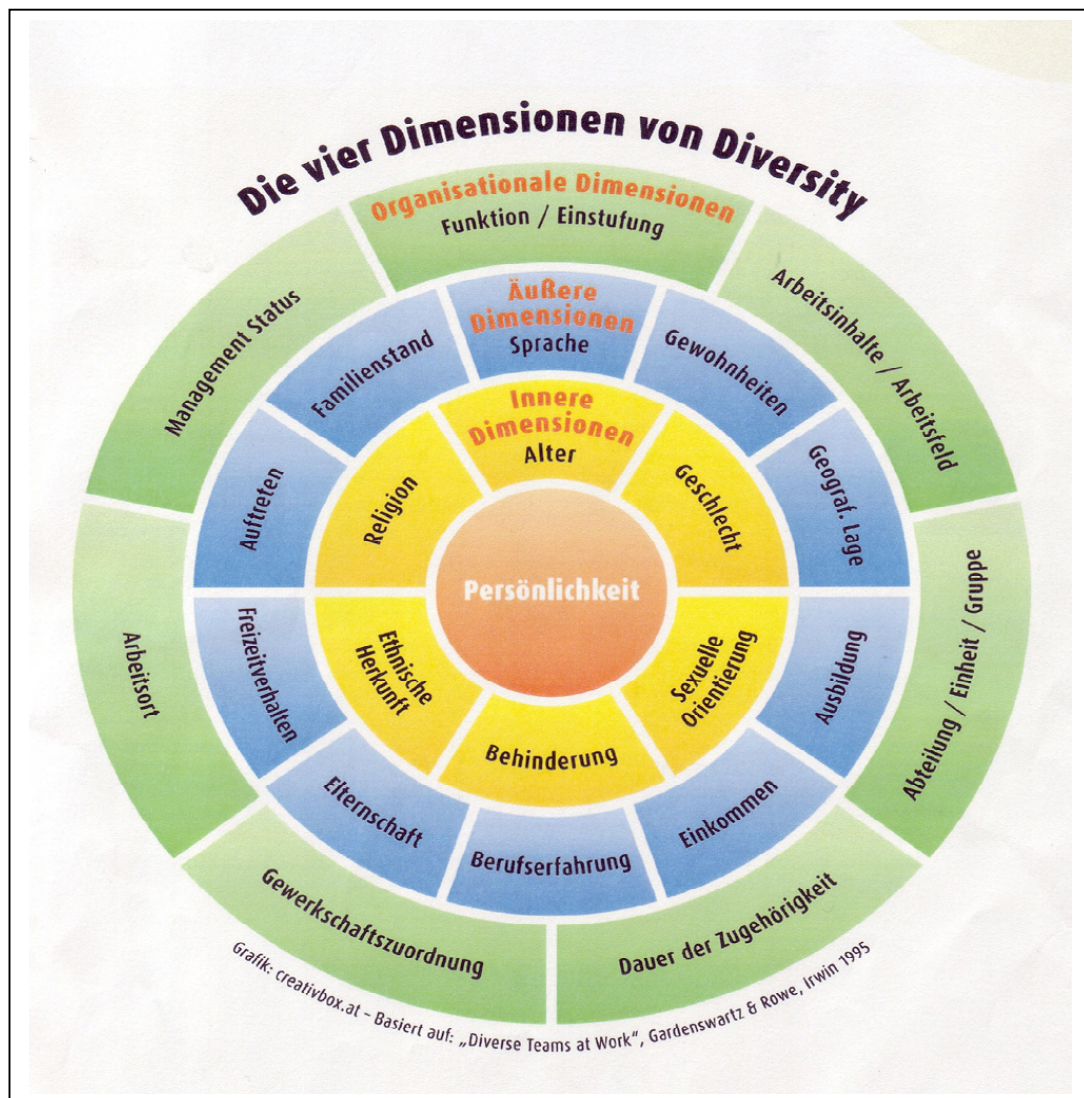 Die vier Dimensionen von Diversity
Organisationale Dimensionen
Funktion / Einstufung
Arbeitsinhalte / Arbeitsfeld
Abteilung / Einheit / Gruppe
Dauer der Zugehörigkeit
Gewerkschaftszuordnung
Arbeitsort
Management Status
Äußere
Dimensionen
Sprache
Gewohnheiten
Geograf. Lage
Ausbildung
Einkommen
Berufserfahrung
Elternschaft
Freizeitverhalten
Auftreten
Familienstand
Innere
Dimensionen
Alter
Geschlecht
Sexuelle
Orientierung
Behinderung
Ethnische
Herkunft
Religion
Persönlichkeit
Grafik: creativbox.at – Basiert auf: „Diverse Teams at Work“, Gardenswartz & Rowe, Irwin 1995